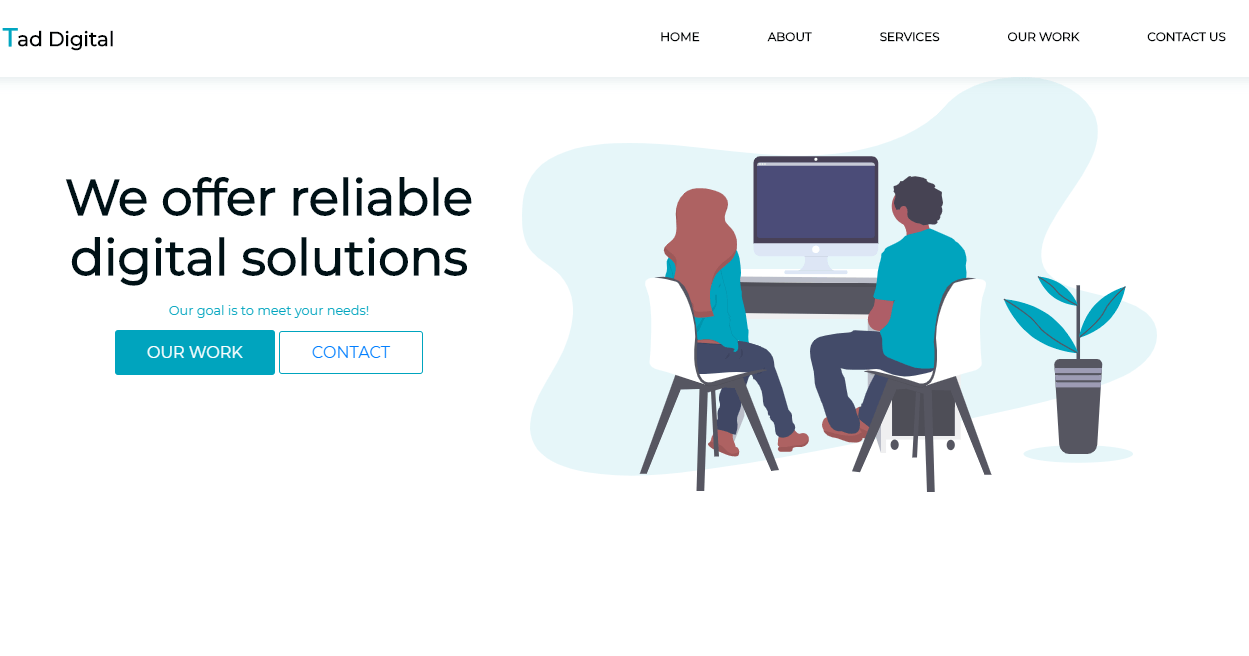 Tad Digital
HOME ABOUT SERVICES OUR WORK CONTACT US
We offer reliable
digital solutions
Our goal is to meet your needs!
OUR WORK CONTACT